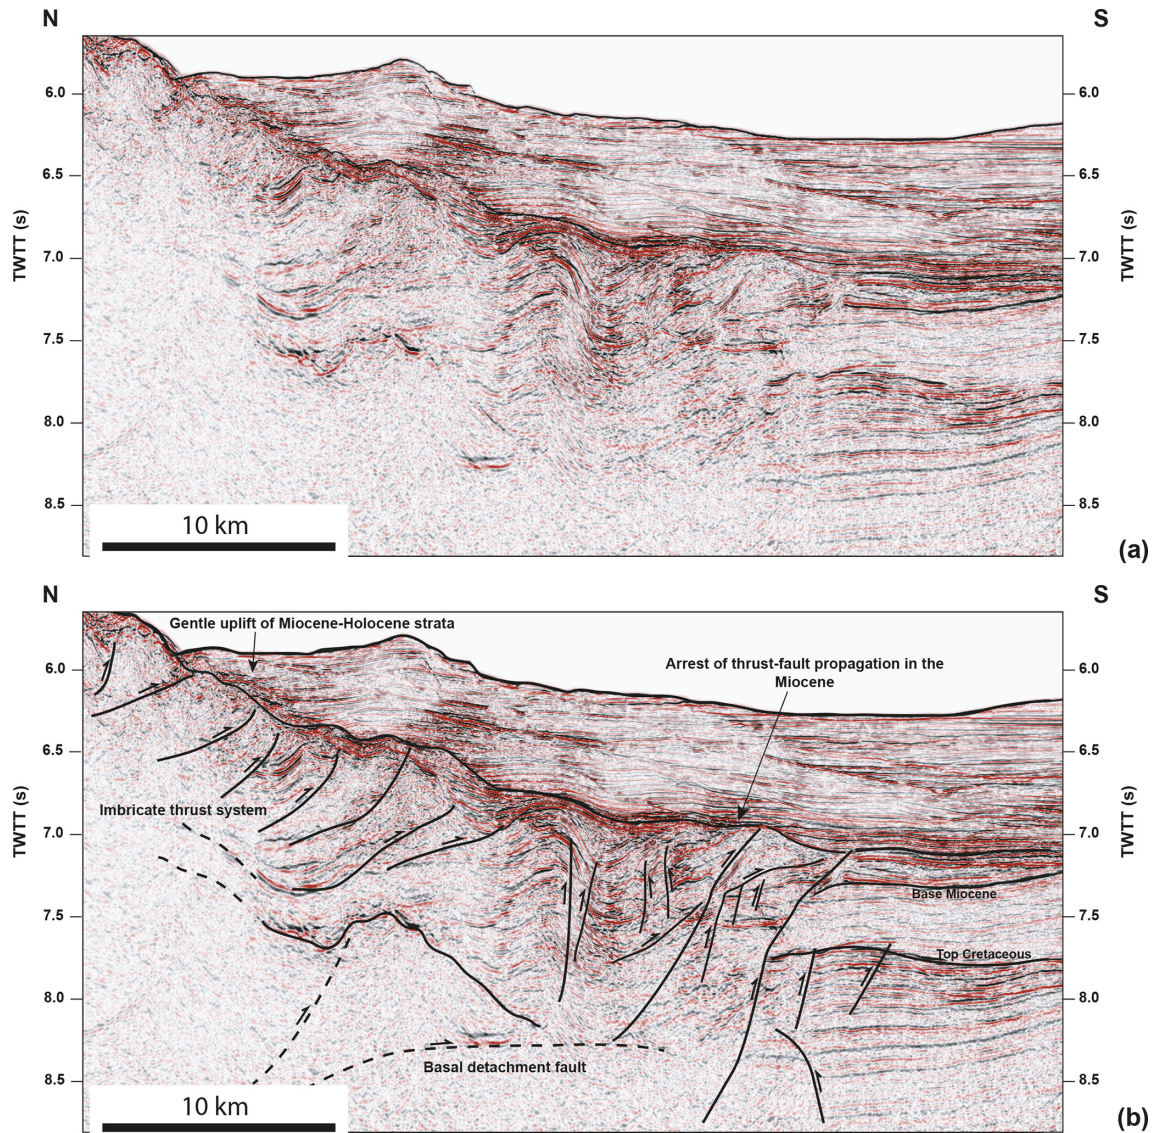 N
S
6.0
6.0
6.5
6.5
TWTT (s)
TWTT (s)
7.0
7.0
7.5
7.5
8.0
8.0
8.5
8.5
10 km
(a)
N
S
Gentle uplift of Miocene-Holocene strata
Arrest of thrust-fault propagation in the
Miocene
6.0
6.0
6.5
6.5
Imbricate thrust system
TWTT (s)
TWTT (s)
7.0
7.0
Base Miocene
7.5
7.5
Top Cretaceous
8.0
8.0
Basal detachment fault
8.5
8.5
10 km
(b)